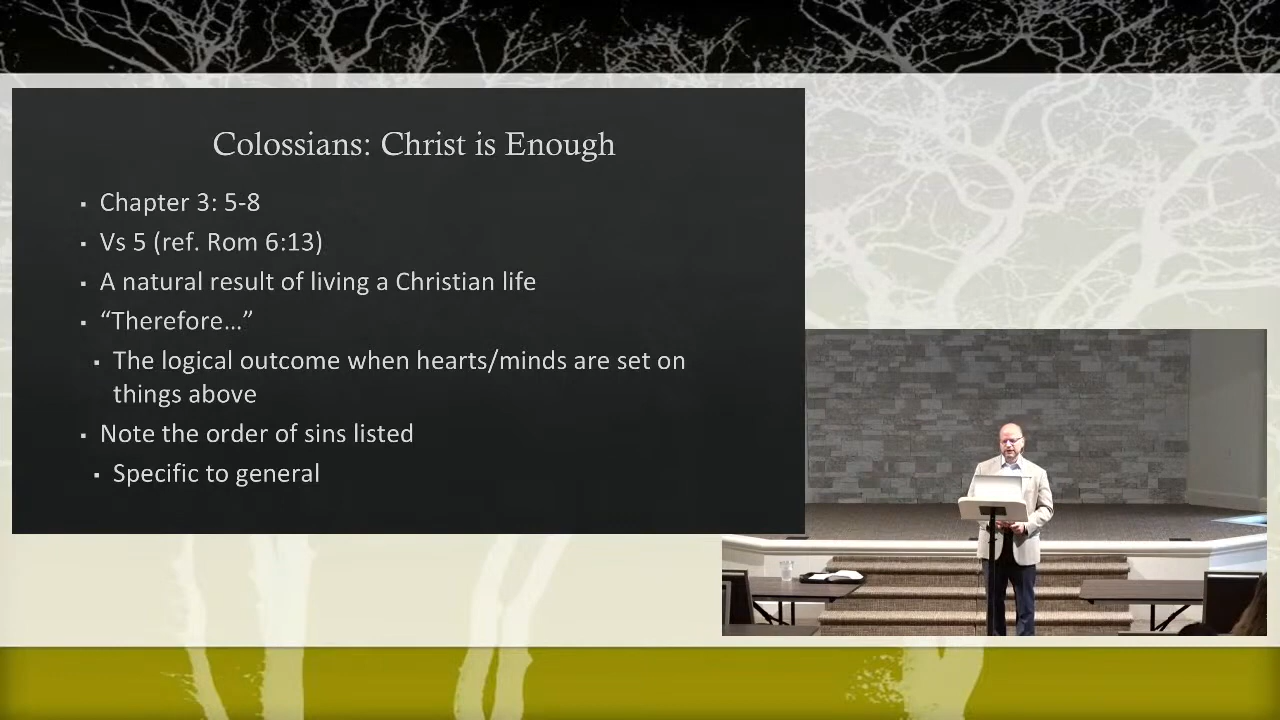 Colossians: Christ is Enough
▪ Chapter 3: 5-8
▪ Vs 5 (ref. Rom 6:13)
▪ A natural result of living a Christian life
▪ “Therefore…”
▪ The logical outcome when hearts/minds are set on
things above
▪ Note the order of sins listed
▪ Specific to general